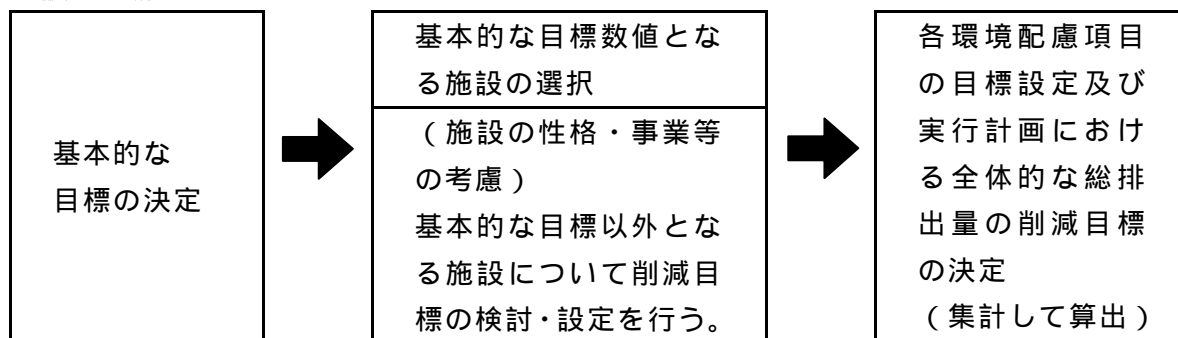 基本的な
目標の決定
基本的な目標数値とな
る施設の選択
（施設の性格・事業等
の考慮）
基本的な目標以外とな
る施設について削減目
標の検討・設定を行う。
各環境配慮項目
の目標設定及び
実行計画におけ
る全体的な総排
出量の削減目標
の決定
（集計して算出）